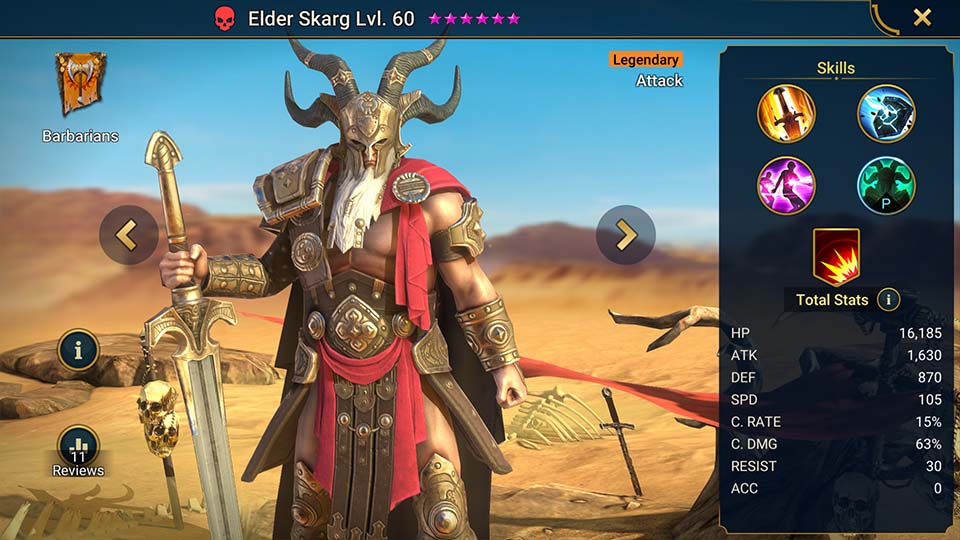 Elder Skarg Lvl. 60
Barbarians
Legendary
Attack
Skills
P
Total Stats i
HP 16,185
ATK 1,630
DEF 870
SPD 105
C. RATE 15%
C. DMG 63%
RESIST 30
ACC 0
i
11
Reviews